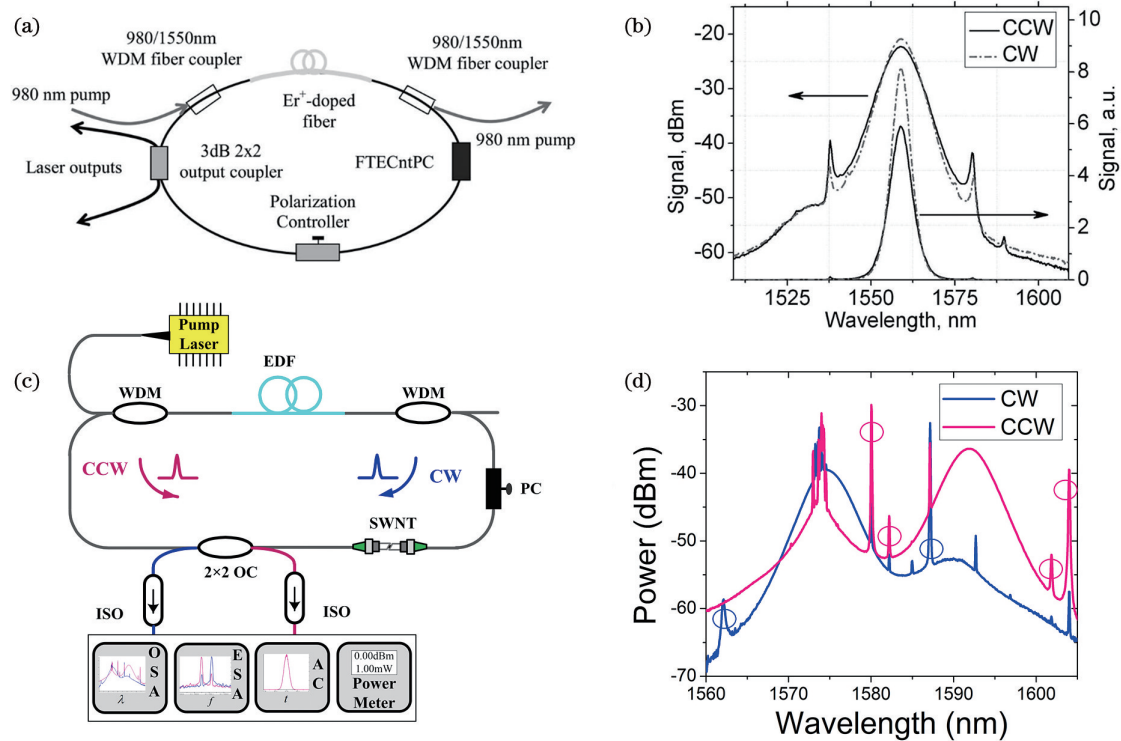 (a)
980/1550nm
WDM fiber coupler
980/1550nm
WDM fiber coupler
980 nm pump
Er⁺-doped
fiber
980 nm pump
Laser outputs
3dB 2x2
output coupler
FTECntPC
Polarization
Controller
(b)
CCW
CW
-20
-30
-40
-50
-60
Signal, dBm
10
8
6
4
2
0
Signal, a.u.
1525
1550
1575
1600
Wavelength, nm
(c)
Pump
Laser
EDF
WDM
WDM
CCW
CW
PC
SWNT
2×2 OC
ISO
ISO
OSA
λ
ESA
f
AC
t
0.00dBm
1.00mW
Power
Meter
(d)
CW
CCW
-30
-40
-50
-60
-70
Power (dBm)
1560
1570
1580
1590
1600
Wavelength (nm)